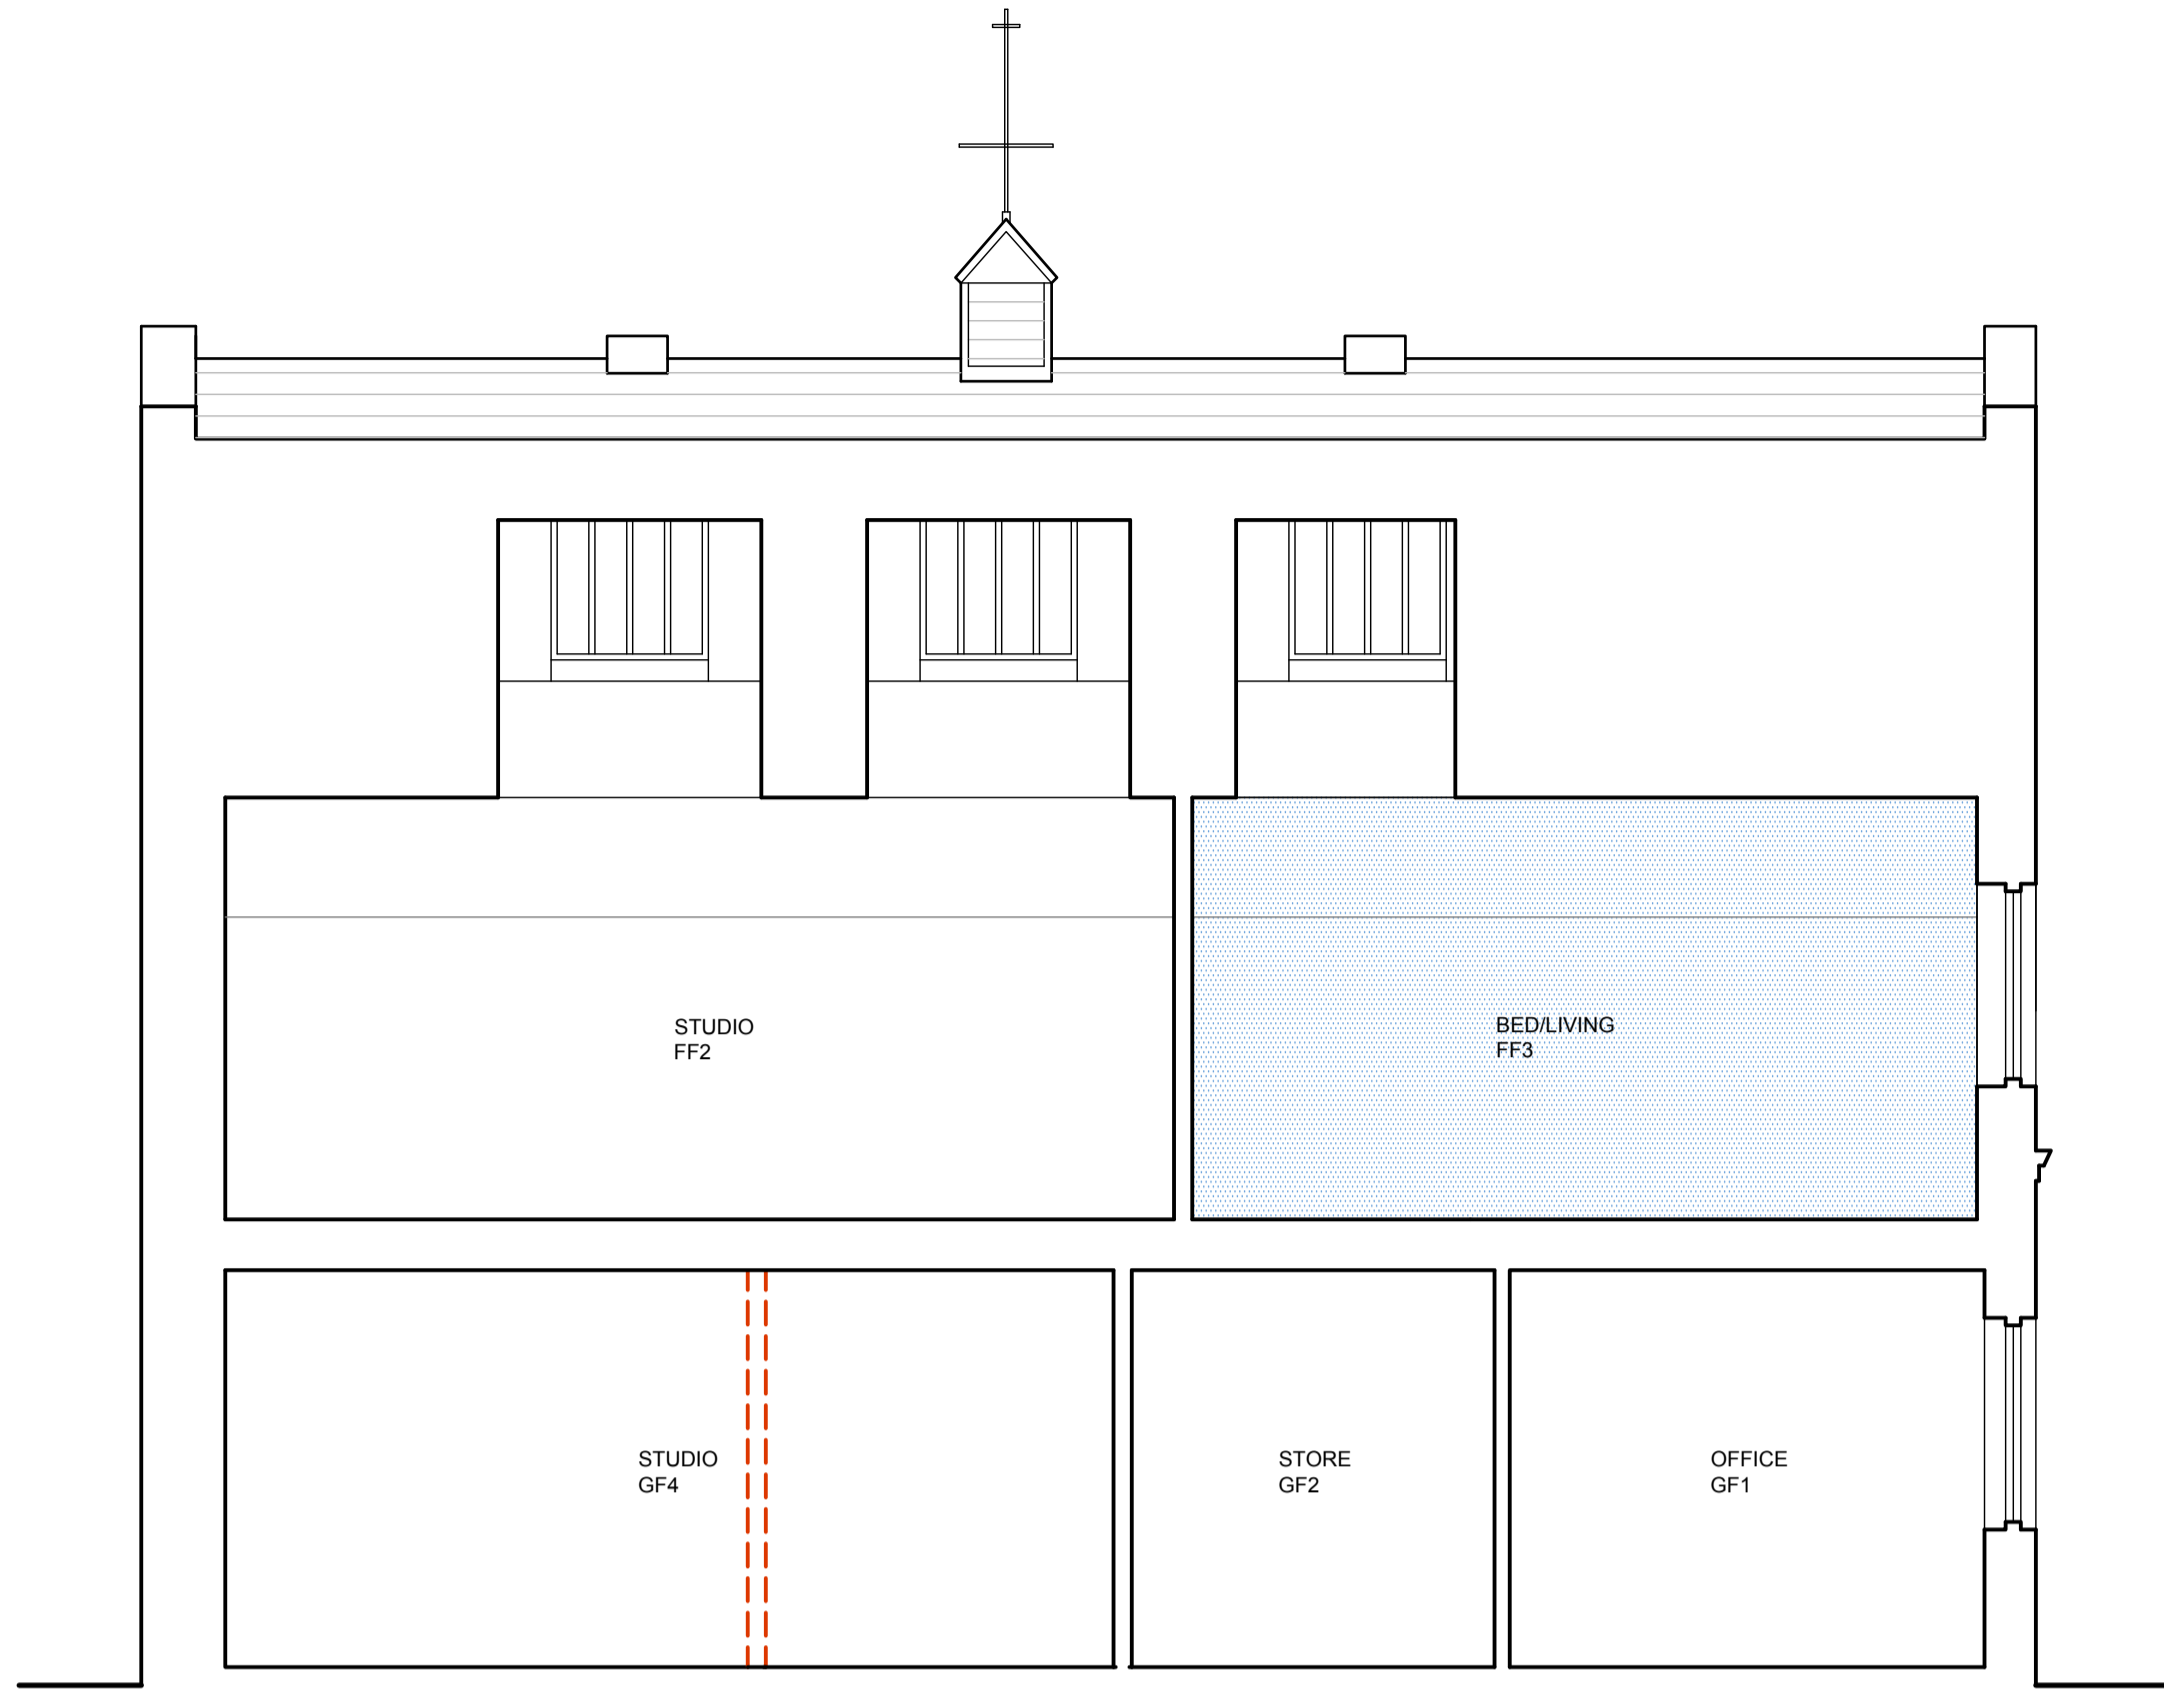 STUDIO
FF2
BED/LIVING
FF3
STUDIO
GF4
STORE
GF2
OFFICE
GF1